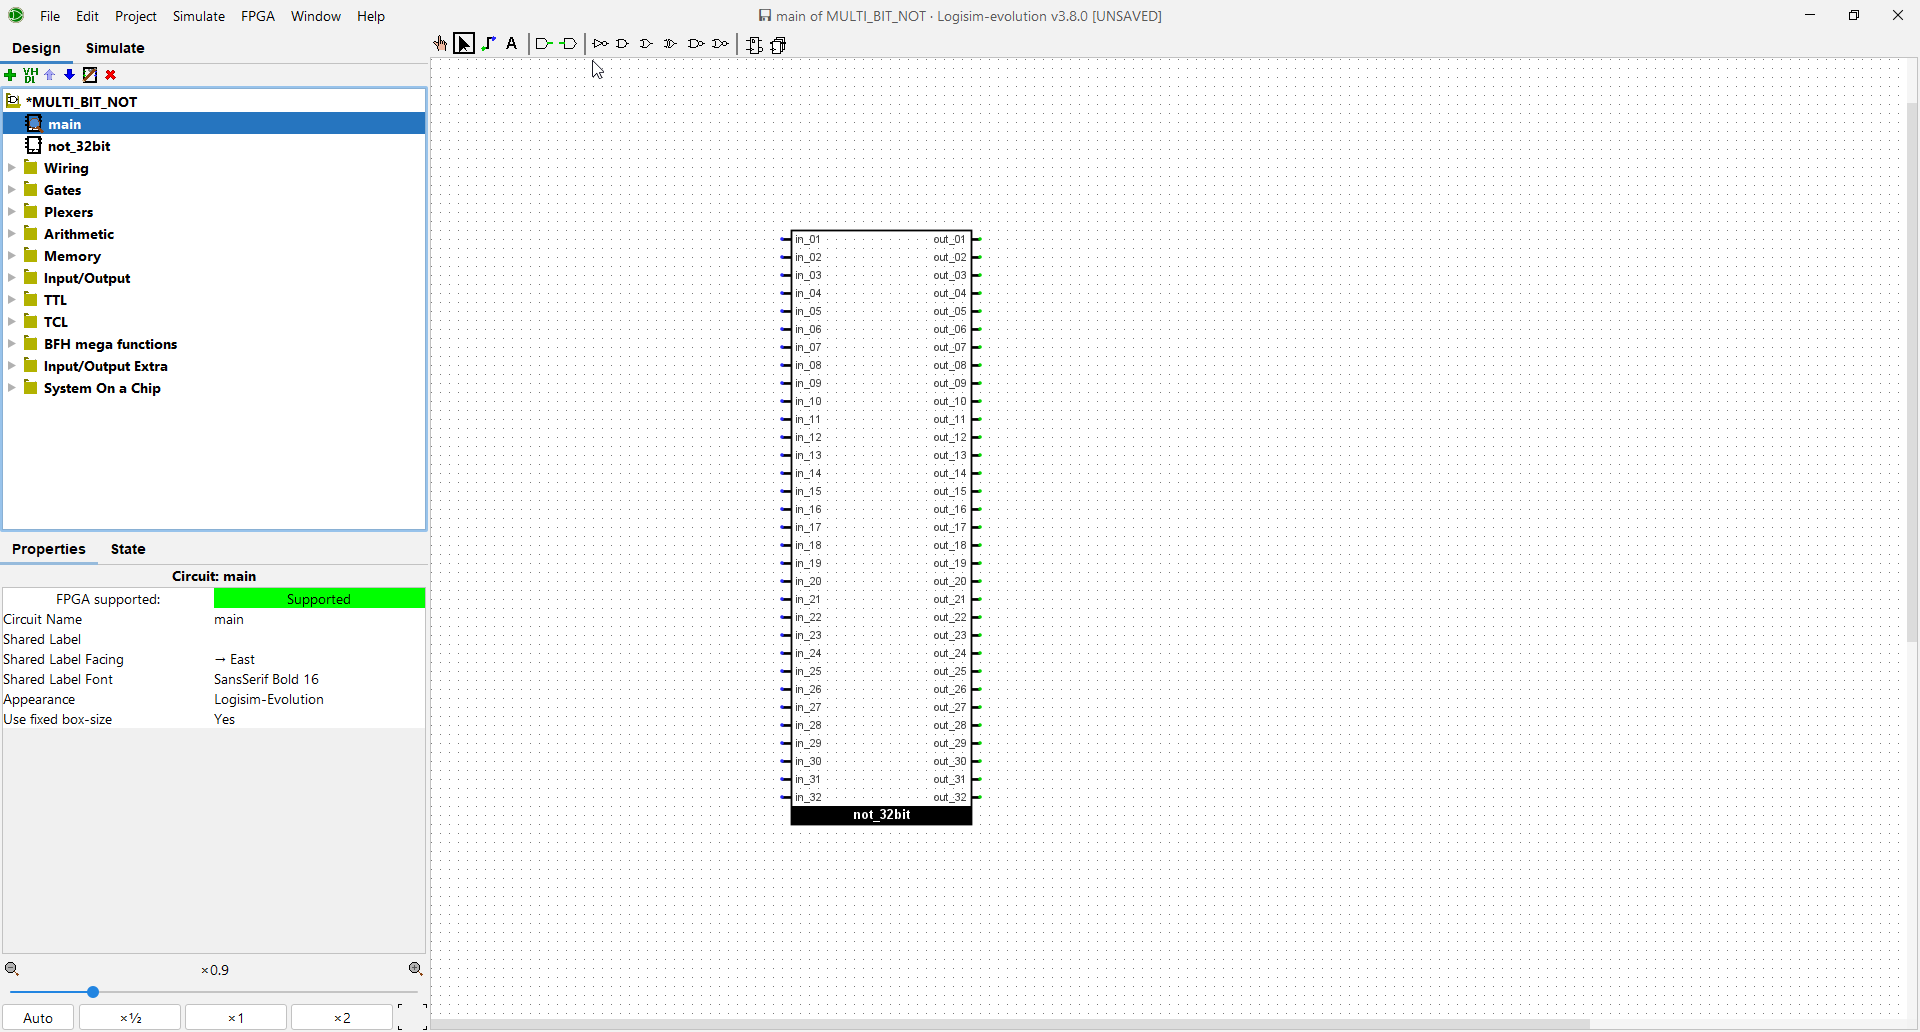 File Edit Project Simulate FPGA Window Help
main of MULTI_BIT_NOT · Logisim-evolution v3.8.0 [UNSAVED]
Design Simulate
A
VH
DL
*MULTI_BIT_NOT
main
not_32bit
Wiring
Gates
Plexers
Arithmetic
Memory
Input/Output
TTL
TCL
BFH mega functions
Input/Output Extra
System On a Chip
Properties State
Circuit: main
FPGA supported: Supported
Circuit Name main
Shared Label
Shared Label Facing → East
Shared Label Font SansSerif Bold 16
Appearance Logisim-Evolution
Use fixed box-size Yes
×0.9
Auto ×½ ×1 ×2
in_01 out_01
in_02 out_02
in_03 out_03
in_04 out_04
in_05 out_05
in_06 out_06
in_07 out_07
in_08 out_08
in_09 out_09
in_10 out_10
in_11 out_11
in_12 out_12
in_13 out_13
in_14 out_14
in_15 out_15
in_16 out_16
in_17 out_17
in_18 out_18
in_19 out_19
in_20 out_20
in_21 out_21
in_22 out_22
in_23 out_23
in_24 out_24
in_25 out_25
in_26 out_26
in_27 out_27
in_28 out_28
in_29 out_29
in_30 out_30
in_31 out_31
in_32 out_32
not_32bit